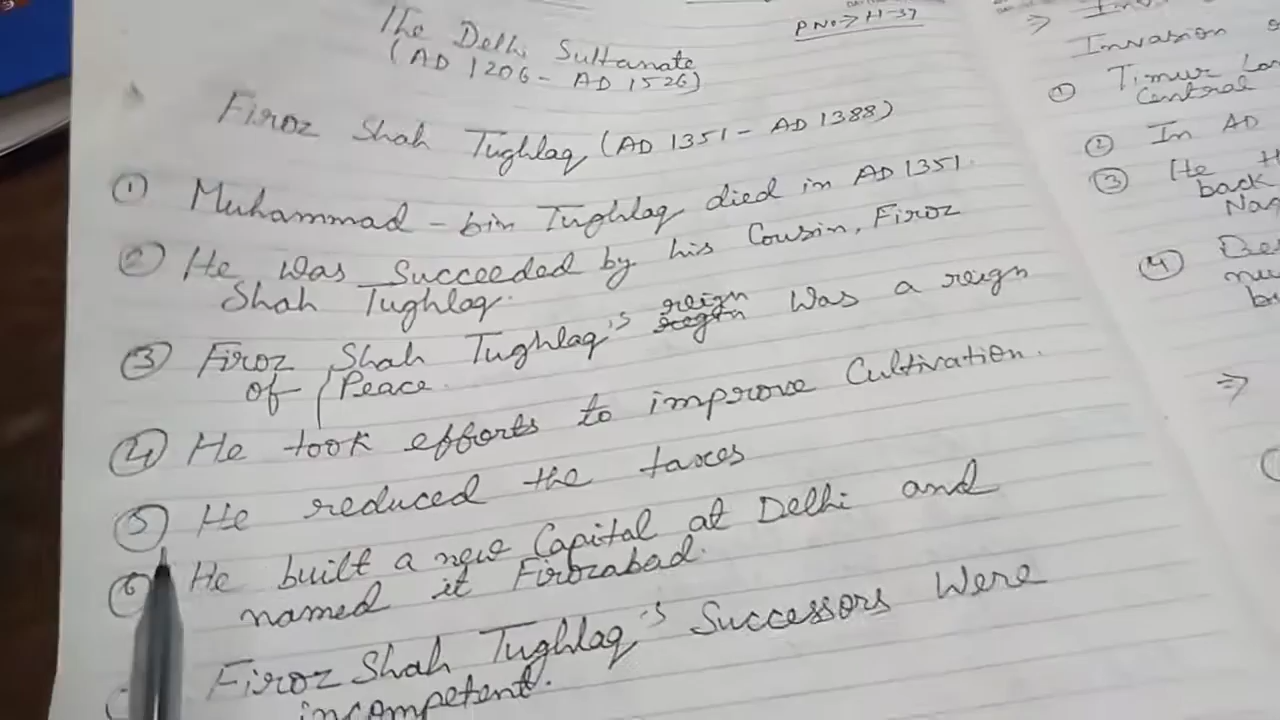 The Delhi Sultanate
(AD 1206 - AD 1526)
P No → H-37
Firoz Shah Tughlaq (AD 1351 - AD 1388)
① Muhammad - bin Tughlaq died in AD 1351.
② He was Succeeded by his Cousin, Firoz
Shah Tughlaq.
③ Firoz Shah Tughlaq's reign was a reign
of Peace.
④ He took efforts to improve Cultivation.
⑤ He reduced the taxes
⑥ He built a new Capital at Delhi and
named it Firozabad.
Firoz Shah Tughlaq's Successors Were
incompetent.
⇒
Invasion
① Timur
Central
② In AD
③ He
back
④
⇒